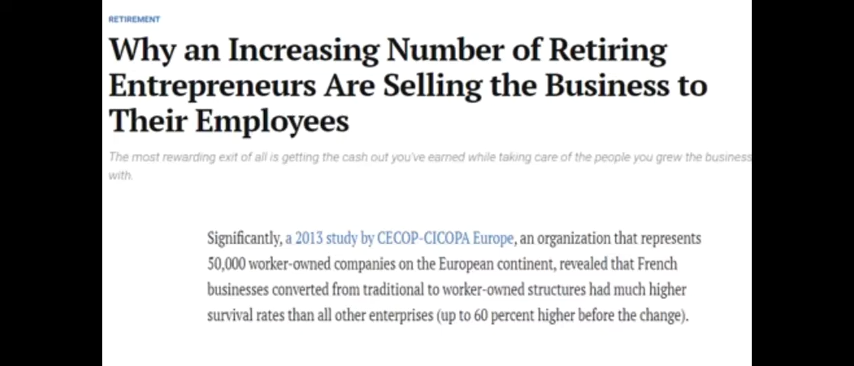 RETIREMENT
Why an Increasing Number of Retiring
Entrepreneurs Are Selling the Business to
Their Employees
The most rewarding exit of all is getting the cash out you've earned while taking care of the people you grew the business
with.
Significantly, a 2013 study by CECOP-CICOPA Europe, an organization that represents
50,000 worker-owned companies on the European continent, revealed that French
businesses converted from traditional to worker-owned structures had much higher
survival rates than all other enterprises (up to 60 percent higher before the change).